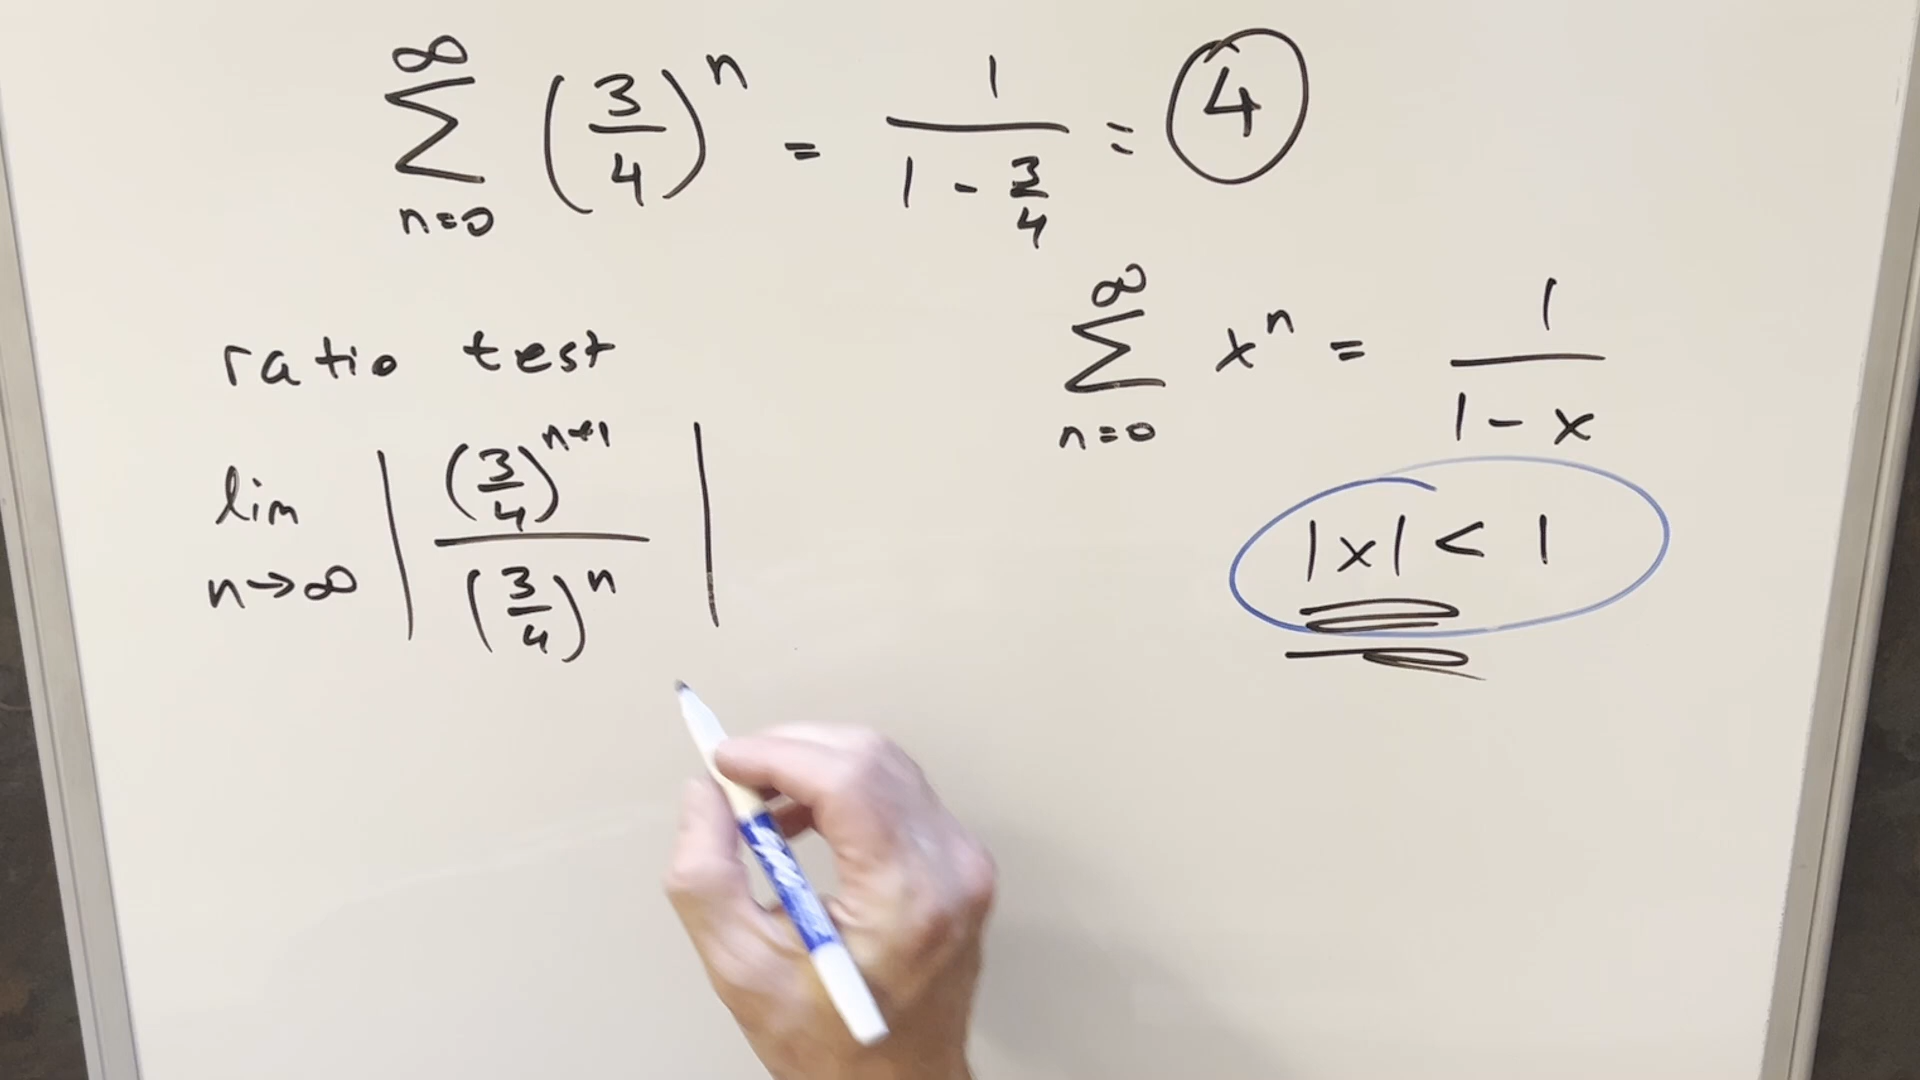 ∞
∑ (3/4)^n = 1/(1 - 3/4) = 4
n=0
ratio test
lim | (3/4)^(n+1) / (3/4)^n |
n→∞
∞
∑ x^n = 1/(1 - x)
n=0
|x| < 1